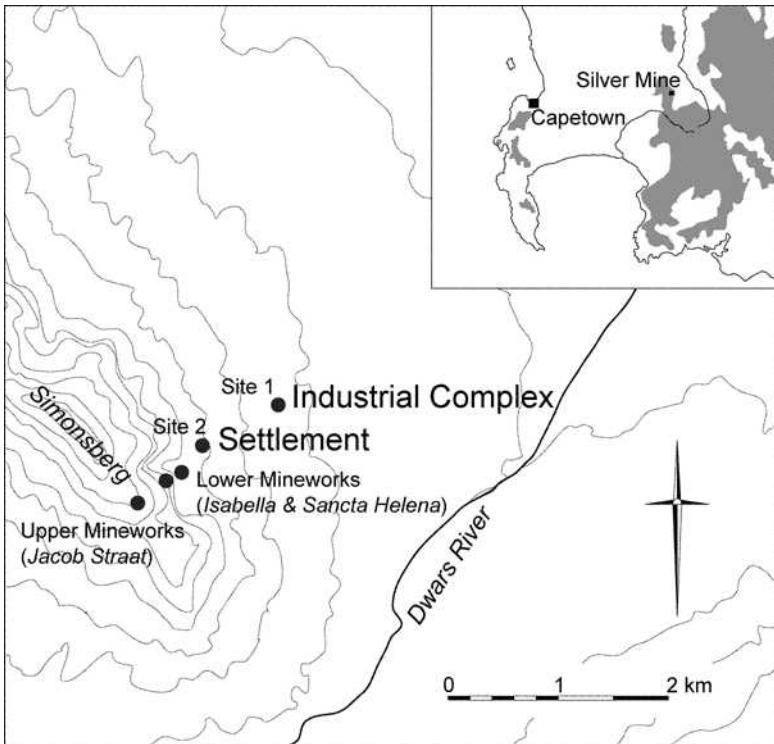 Silver Mine
Capetown
Site 1
Industrial Complex
Simonsberg
Site 2
Settlement
Lower Mineworks
(Isabella & Sancta Helena)
Upper Mineworks
(Jacob Straat)
Dwars River
0 1 2 km